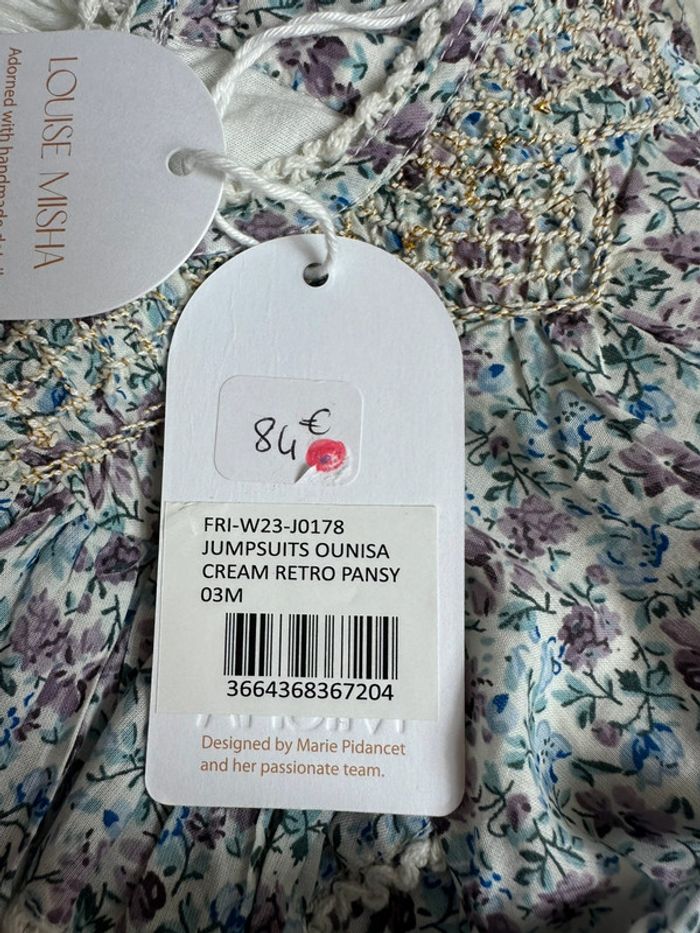 LOUISE MISHA
Adorned with handmade
84€
FRI-W23-J0178
JUMPSUITS OUNISA
CREAM RETRO PANSY
03M
3664368367204
Designed by Marie Pidancet
and her passionate team.